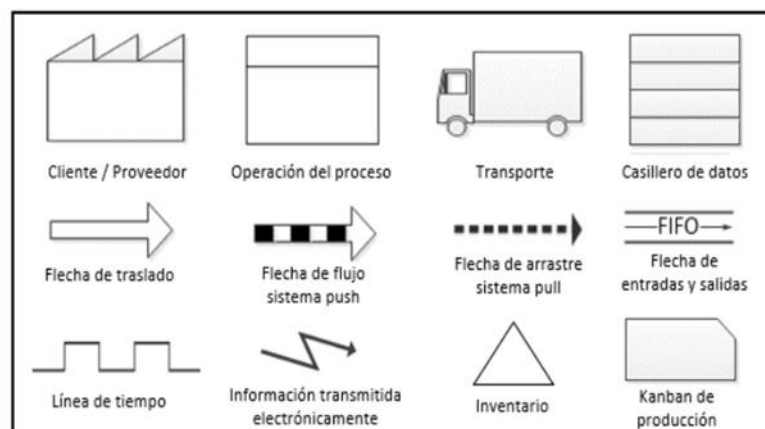 Cliente / Proveedor
Operación del proceso
Transporte
Casillero de datos
FIFO
Flecha de traslado
Flecha de flujo
sistema push
Flecha de arrastre
sistema pull
Flecha de
entradas y salidas
Línea de tiempo
Información transmitida
electrónicamente
Inventario
Kanban de
producción